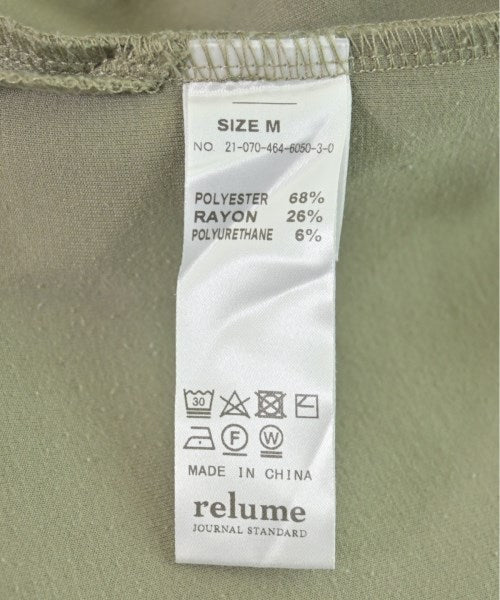 SIZE M
NO. 21-070-464-6050-3-0
POLYESTER 68%
RAYON 26%
POLYURETHANE 6%
30
F W
MADE IN CHINA
relume
JOURNAL STANDARD